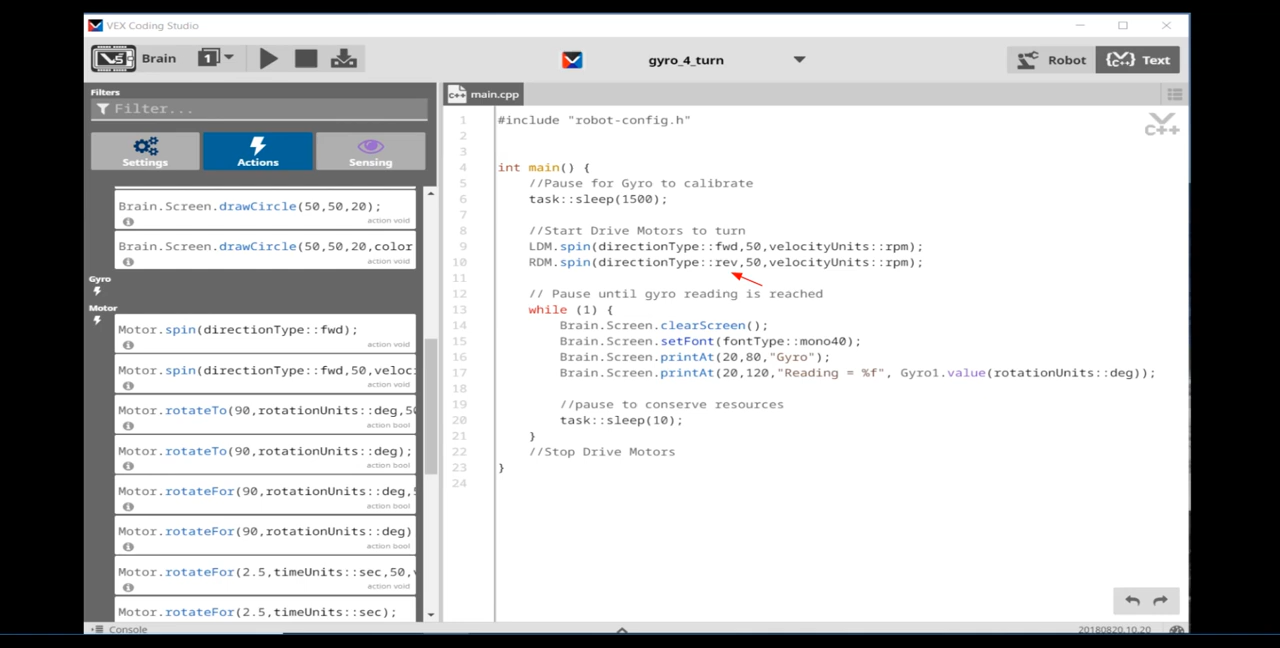 VEX Coding Studio
Brain
1
gyro_4_turn
Robot
Text
Filters
Filter...
Settings
Actions
Sensing
Brain.Screen.drawCircle(50,50,20);
action void
Brain.Screen.drawCircle(50,50,20,color
action void
Gyro
Motor
Motor.spin(directionType::fwd);
action void
Motor.spin(directionType::fwd,50,veloc
action void
Motor.rotateTo(90,rotationUnits::deg,50
action bool
Motor.rotateTo(90,rotationUnits::deg);
action bool
Motor.rotateFor(90,rotationUnits::deg,
action bool
Motor.rotateFor(90,rotationUnits::deg)
action bool
Motor.rotateFor(2.5,timeUnits::sec,50,
action void
Motor.rotateFor(2.5,timeUnits::sec);
C++ main.cpp
C++
1 #include "robot-config.h"
2
3
4 int main() {
5 //Pause for Gyro to calibrate
6 task::sleep(1500);
7
8 //Start Drive Motors to turn
9 LDM.spin(directionType::fwd,50,velocityUnits::rpm);
10 RDM.spin(directionType::rev,50,velocityUnits::rpm);
11
12 // Pause until gyro reading is reached
13 while (1) {
14 Brain.Screen.clearScreen();
15 Brain.Screen.setFont(fontType::mono40);
16 Brain.Screen.printAt(20,80,"Gyro");
17 Brain.Screen.printAt(20,120,"Reading = %f", Gyro1.value(rotationUnits::deg));
18
19 //pause to conserve resources
20 task::sleep(10);
21 }
22 //Stop Drive Motors
23 }
24
Console
20180820.10.20